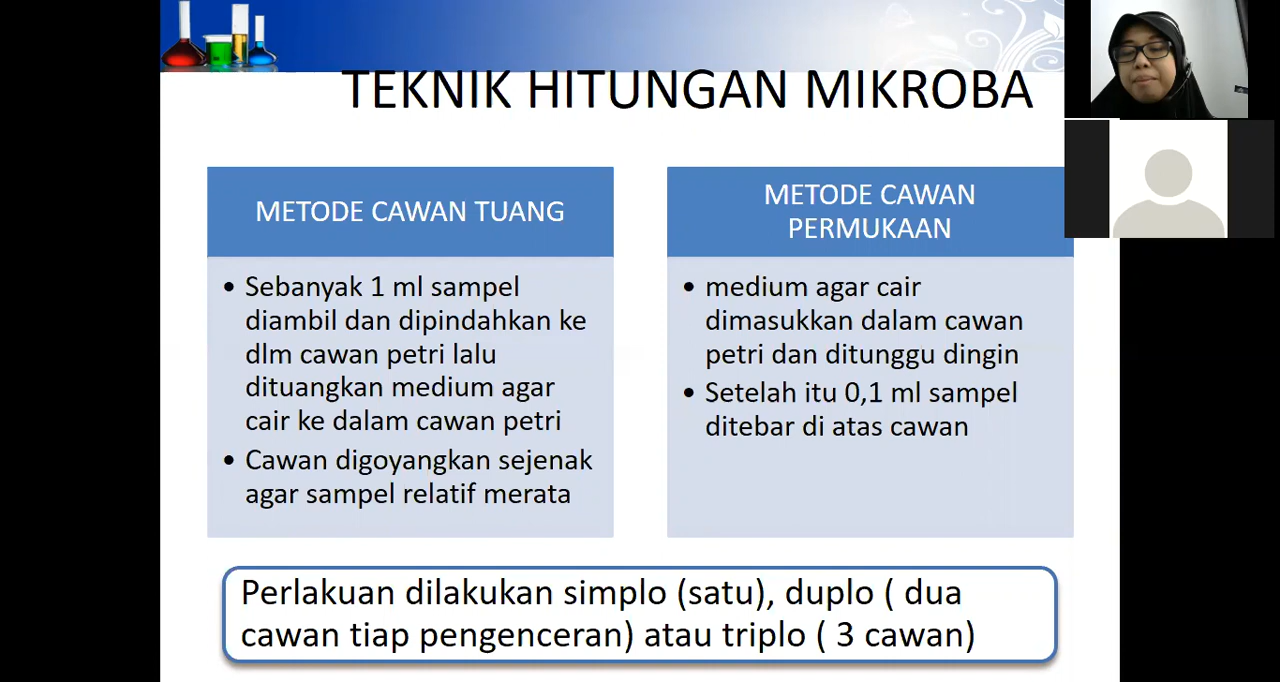 TEKNIK HITUNGAN MIKROBA
METODE CAWAN TUANG
• Sebanyak 1 ml sampel
diambil dan dipindahkan ke
dlm cawan petri lalu
dituangkan medium agar
cair ke dalam cawan petri
• Cawan digoyangkan sejenak
agar sampel relatif merata
METODE CAWAN
PERMUKAAN
• medium agar cair
dimasukkan dalam cawan
petri dan ditunggu dingin
• Setelah itu 0,1 ml sampel
ditebar di atas cawan
Perlakuan dilakukan simplo (satu), duplo ( dua
cawan tiap pengenceran) atau triplo ( 3 cawan)